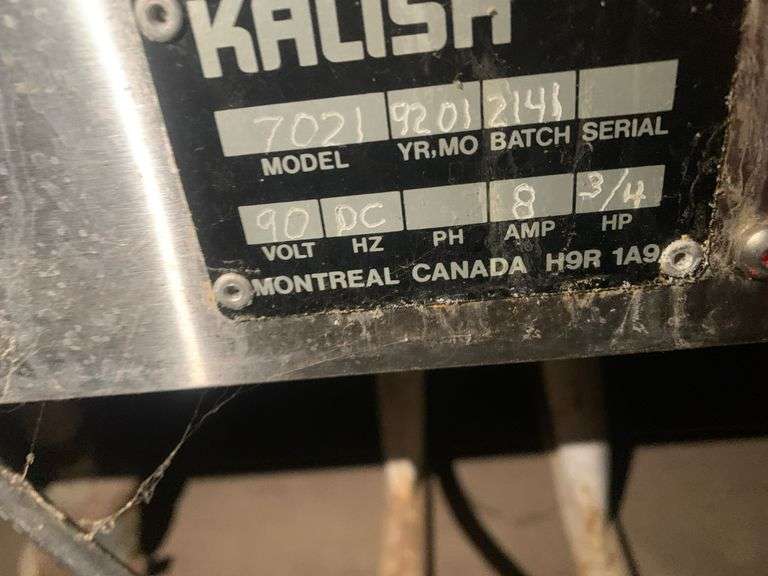 KALISH
7021 9201 2141
MODEL YR,MO BATCH SERIAL
90 DC 8 3/4
VOLT HZ PH AMP HP
MONTREAL CANADA H9R 1A9